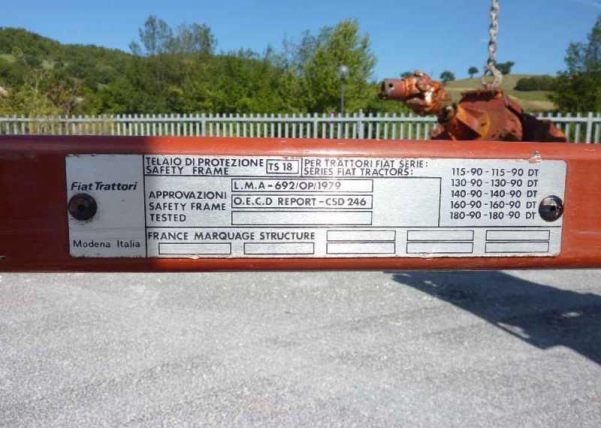 Fiat Trattori
Modena Italia
TELAIO DI PROTEZIONE
SAFETY FRAME
TS 18
PER TRATTORI FIAT SERIE:
SERIES FIAT TRACTORS:
115-90 - 115-90 DT
130-90 - 130-90 DT
140-90 - 140-90 DT
160-90 - 160-90 DT
180-90 - 180-90 DT
APPROVAZIONI
SAFETY FRAME
TESTED
L.M.A - 692/OP/1979
O.E.C.D REPORT - CSD 246
FRANCE MARQUAGE STRUCTURE